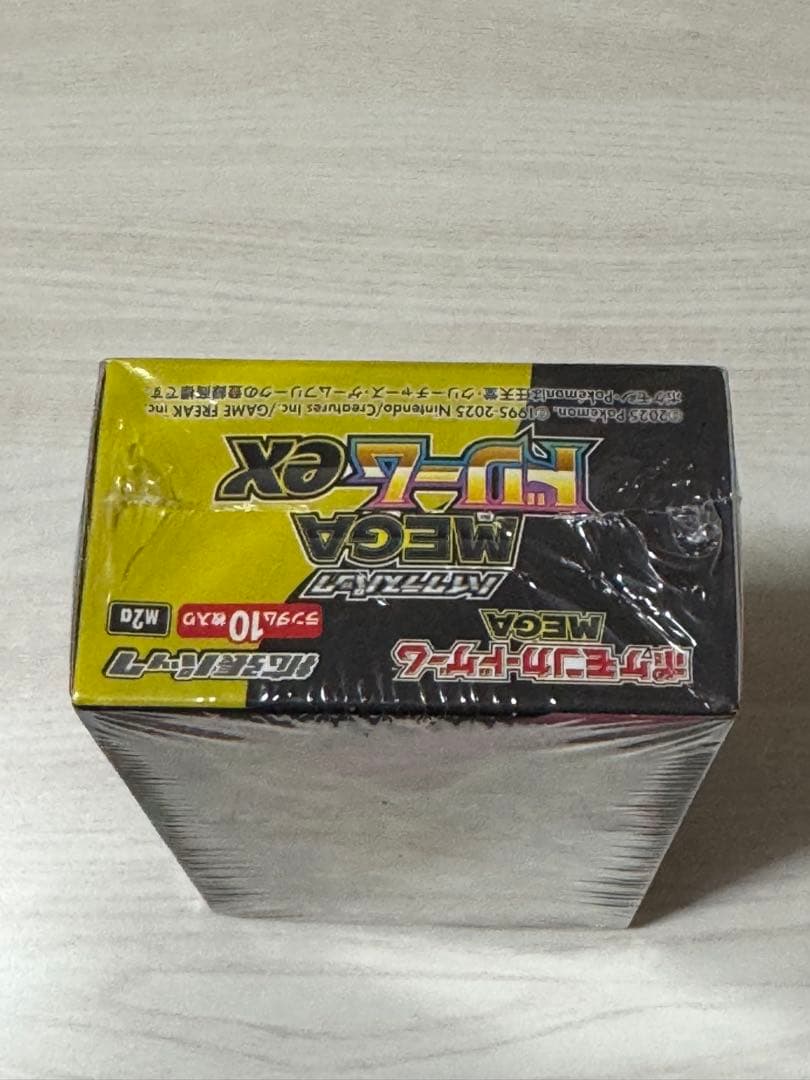 ポケモンカードゲーム
MEGA
拡張パック
ランダム10枚入り
M2a
ハイクラスパック
MEGA
ドリームex
©2025 Pokémon. ©1995-2025 Nintendo/Creatures Inc./GAME FREAK inc.
ポケモン・Pokémonは任天堂・クリーチャーズ・ゲームフリークの登録商標です